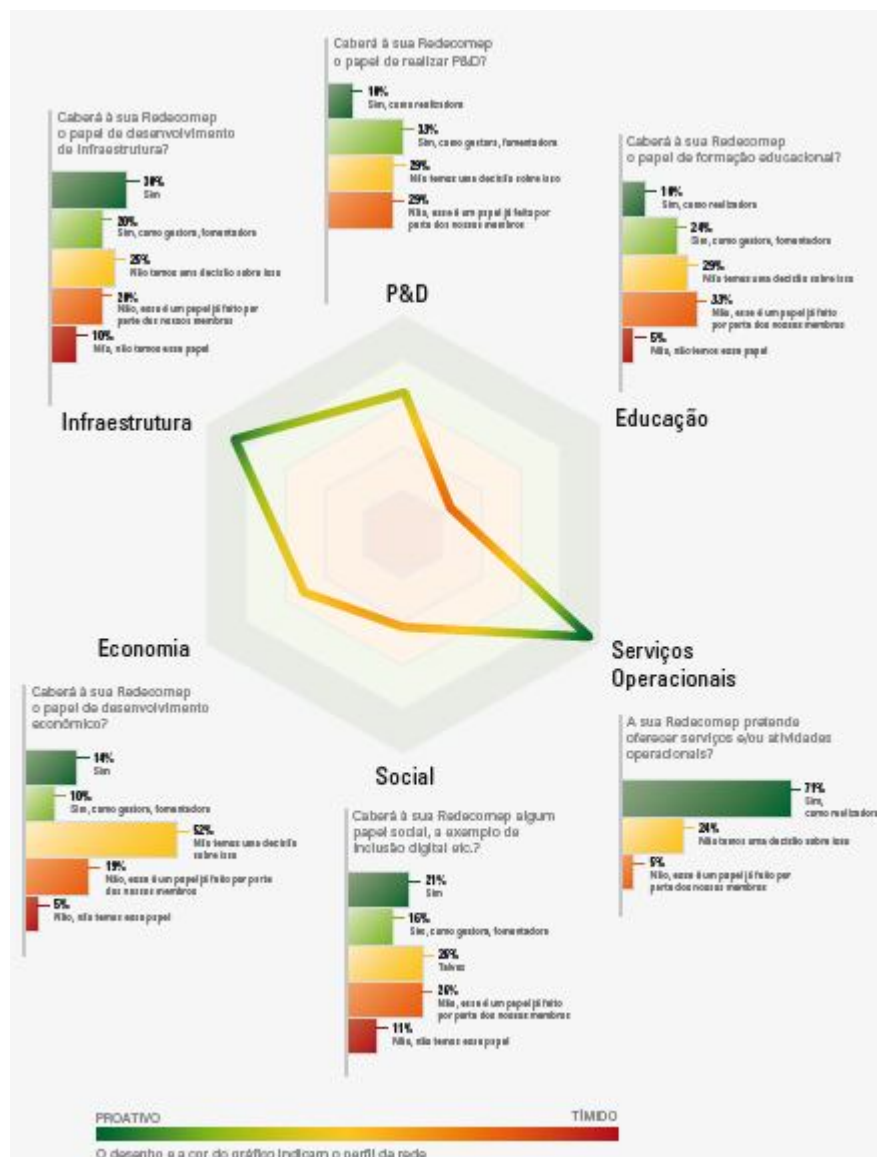 Caberá à sua Redecomep
o papel de realizar P&D?
10%
Sim, como realizadora
33%
Sim, como gestora, fomentadora
29%
Não temos uma decisão sobre isso
29%
Não, esse é um papel já feito por
parte dos nossos membros
P&D
Caberá à sua Redecomep
o papel de desenvolvimento
de infraestrutura?
30%
Sim
20%
Sim, como gestora, fomentadora
25%
Não temos uma decisão sobre isso
20%
Não, esse é um papel já feito por
parte dos nossos membros
10%
Não, não temos esse papel
Infraestrutura
Caberá à sua Redecomep
o papel de formação educacional?
10%
Sim, como realizadora
24%
Sim, como gestora, fomentadora
29%
Não temos uma decisão sobre isso
33%
Não, esse é um papel já feito
por parte dos nossos membros
5%
Não, não temos esse papel
Educação
Economia
Caberá à sua Redecomep
o papel de desenvolvimento
econômico?
14%
Sim
10%
Sim, como gestora, fomentadora
52%
Não temos uma decisão
sobre isso
19%
Não, esse é um papel já feito por parte
dos nossos membros
5%
Não, não temos esse papel
Serviços
Operacionais
A sua Redecomep pretende
oferecer serviços e/ou atividades
operacionais?
71%
Sim,
como realizadora
24%
Não temos uma decisão sobre isso
5%
Não, esse é um papel já feito por
parte dos nossos membros
Social
Caberá à sua Redecomep algum
papel social, a exemplo de
inclusão digital etc.?
21%
Sim
16%
Sim, como gestora, fomentadora
26%
Talvez
26%
Não, esse é um papel já feito
por parte dos nossos membros
11%
Não, não temos esse papel
PROATIVO
TÍMIDO
O desenho e a cor do gráfico indicam o perfil da rede